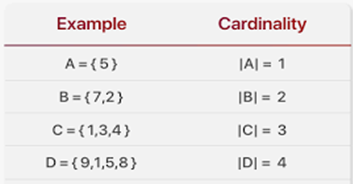 Example Cardinality
A = { 5 } |A| = 1
B = { 7,2 } |B| = 2
C = { 1,3,4 } |C| = 3
D = { 9,1,5,8 } |D| = 4